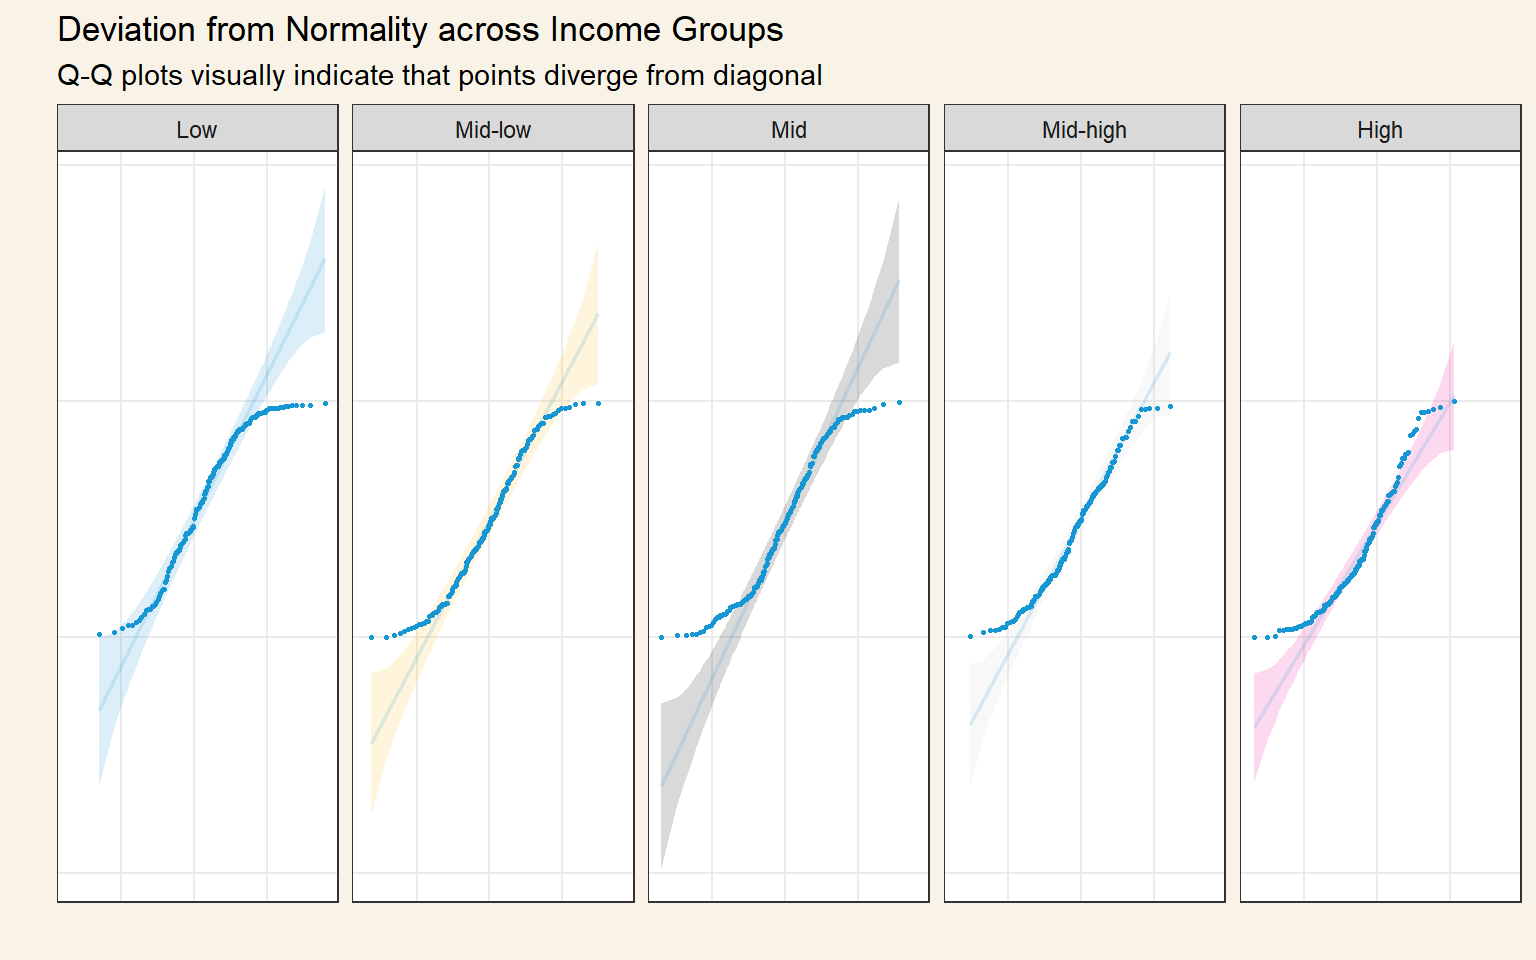 Deviation from Normality across Income Groups
Q-Q plots visually indicate that points diverge from diagonal
Low
Mid-low
Mid
Mid-high
High